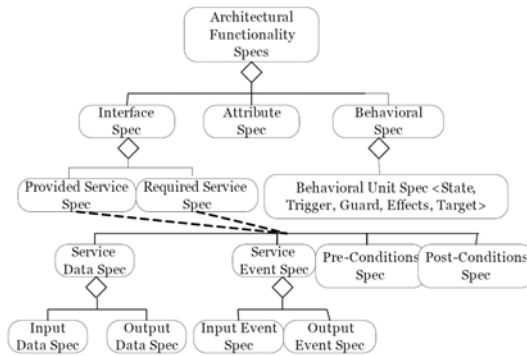 Architectural
Functionality
Specs
Interface
Spec
Attribute
Spec
Behavioral
Spec
Provided Service
Spec
Required Service
Spec
Behavioral Unit Spec <State,
Trigger, Guard, Effects, Target>
Service
Data Spec
Service
Event Spec
Pre-Conditions
Spec
Post-Conditions
Spec
Input
Data Spec
Output
Data Spec
Input Event
Spec
Output
Event Spec